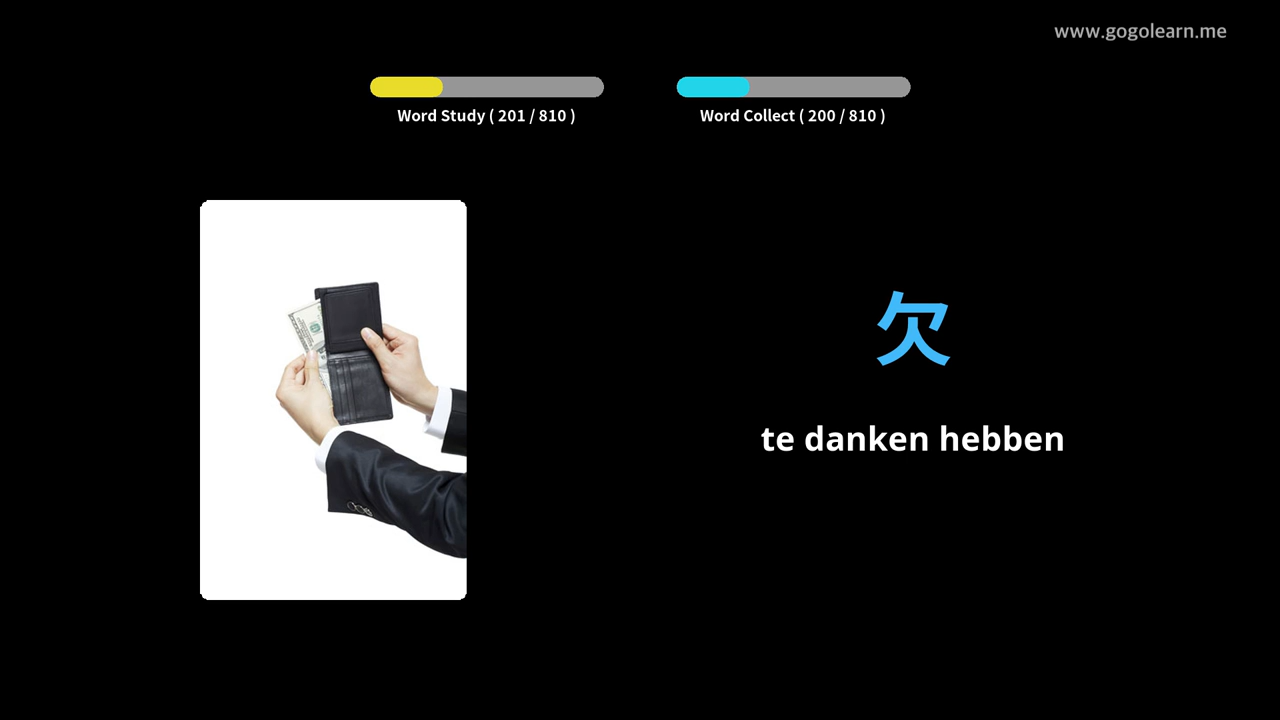 www.gogolearn.me
Word Study ( 201 / 810 )
Word Collect ( 200 / 810 )
欠
te danken hebben